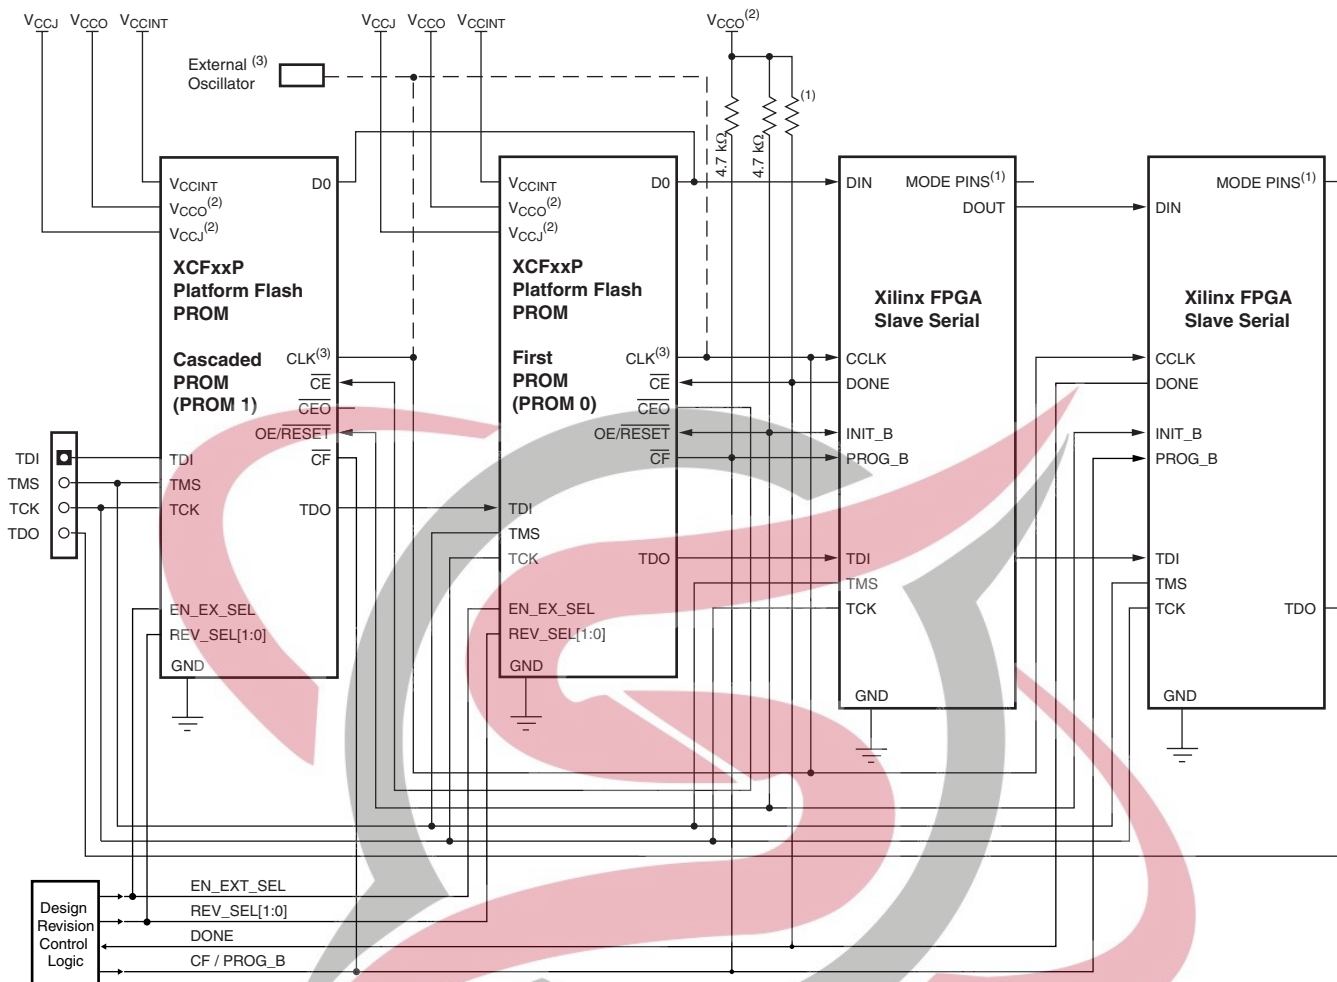 VCCJ VCCO VCCINT
VCCJ VCCO VCCINT
VCCO(2)
External (3)
Oscillator
(1)
4.7 kΩ
4.7 kΩ
VCCINT
VCCO(2)
VCCJ(2)
D0
XCFxxP
Platform Flash
PROM
Cascaded
PROM
(PROM 1)
CLK(3)
CE
CEO
OE/RESET
CF
TDI
TMS
TCK
TDO
EN_EX_SEL
REV_SEL[1:0]
GND
TDI
TMS
TCK
TDO
VCCINT
VCCO(2)
VCCJ(2)
D0
XCFxxP
Platform Flash
PROM
First
PROM
(PROM 0)
CLK(3)
CE
CEO
OE/RESET
CF
TDI
TMS
TCK
TDO
EN_EX_SEL
REV_SEL[1:0]
GND
DIN
MODE PINS(1)
DOUT
Xilinx FPGA
Slave Serial
CCLK
DONE
INIT_B
PROG_B
TDI
TMS
TCK
GND
MODE PINS(1)
DIN
Xilinx FPGA
Slave Serial
CCLK
DONE
INIT_B
PROG_B
TDI
TMS
TCK
TDO
GND
Design
Revision
Control
Logic
EN_EXT_SEL
REV_SEL[1:0]
DONE
CF / PROG_B